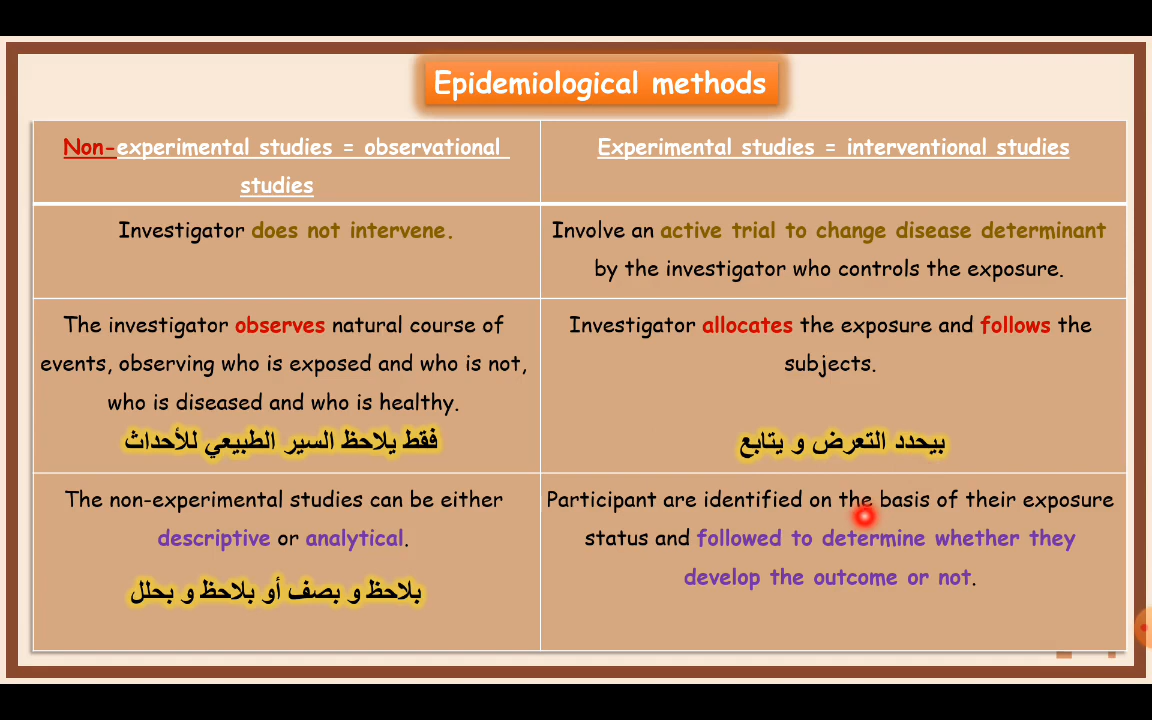 Epidemiological methods
Non-experimental studies = observational
studies
Experimental studies = interventional studies
Investigator does not intervene.
Involve an active trial to change disease determinant
by the investigator who controls the exposure.
The investigator observes natural course of
events, observing who is exposed and who is not,
who is diseased and who is healthy.
فقط يلاحظ السير الطبيعي للأحداث
Investigator allocates the exposure and follows the
subjects.
بيحدد التعرض و يتابع
The non-experimental studies can be either
descriptive or analytical.
بلاحظ و بصف أو بلاحظ و بحلل
Participant are identified on the basis of their exposure
status and followed to determine whether they
develop the outcome or not.